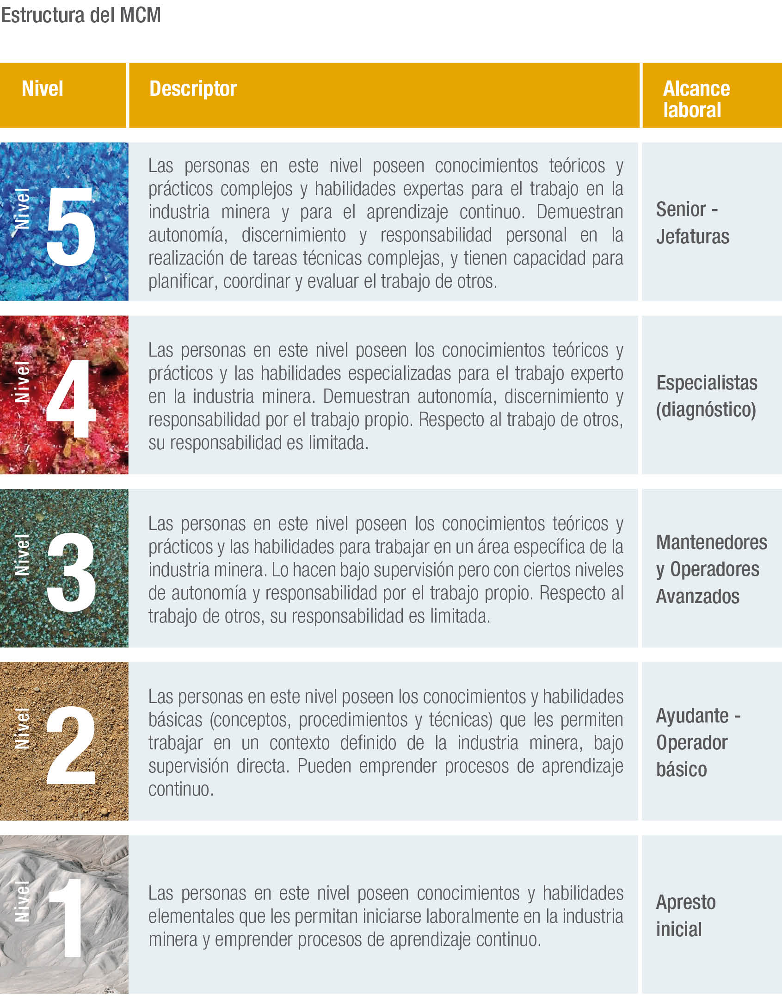 Estructura del MCM
Nivel
Descriptor
Alcance
laboral
Nivel
5
Las personas en este nivel poseen conocimientos teóricos y
prácticos complejos y habilidades expertas para el trabajo en la
industria minera y para el aprendizaje continuo. Demuestran
autonomía, discernimiento y responsabilidad personal en la
realización de tareas técnicas complejas, y tienen capacidad para
planificar, coordinar y evaluar el trabajo de otros.
Senior -
Jefaturas
Nivel
4
Las personas en este nivel poseen los conocimientos teóricos y
prácticos y las habilidades especializadas para el trabajo experto
en la industria minera. Demuestran autonomía, discernimiento y
responsabilidad por el trabajo propio. Respecto al trabajo de otros,
su responsabilidad es limitada.
Especialistas
(diagnóstico)
Nivel
3
Las personas en este nivel poseen los conocimientos teóricos y
prácticos y las habilidades para trabajar en un área específica de la
industria minera. Lo hacen bajo supervisión pero con ciertos niveles
de autonomía y responsabilidad por el trabajo propio. Respecto al
trabajo de otros, su responsabilidad es limitada.
Mantenedores
y Operadores
Avanzados
Nivel
2
Las personas en este nivel poseen los conocimientos y habilidades
básicas (conceptos, procedimientos y técnicas) que les permiten
trabajar en un contexto definido de la industria minera, bajo
supervisión directa. Pueden emprender procesos de aprendizaje
continuo.
Ayudante -
Operador
básico
Nivel
1
Las personas en este nivel poseen conocimientos y habilidades
elementales que les permitan iniciarse laboralmente en la industria
minera y emprender procesos de aprendizaje continuo.
Apresto
inicial